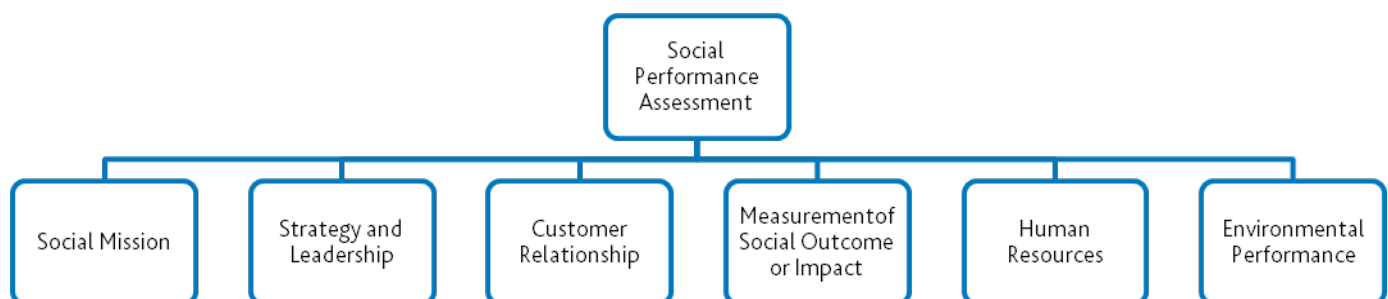 Social
Performance
Assessment
Social Mission
Strategy and
Leadership
Customer
Relationship
Measurementof
Social Outcome
or Impact
Human
Resources
Environmental
Performance